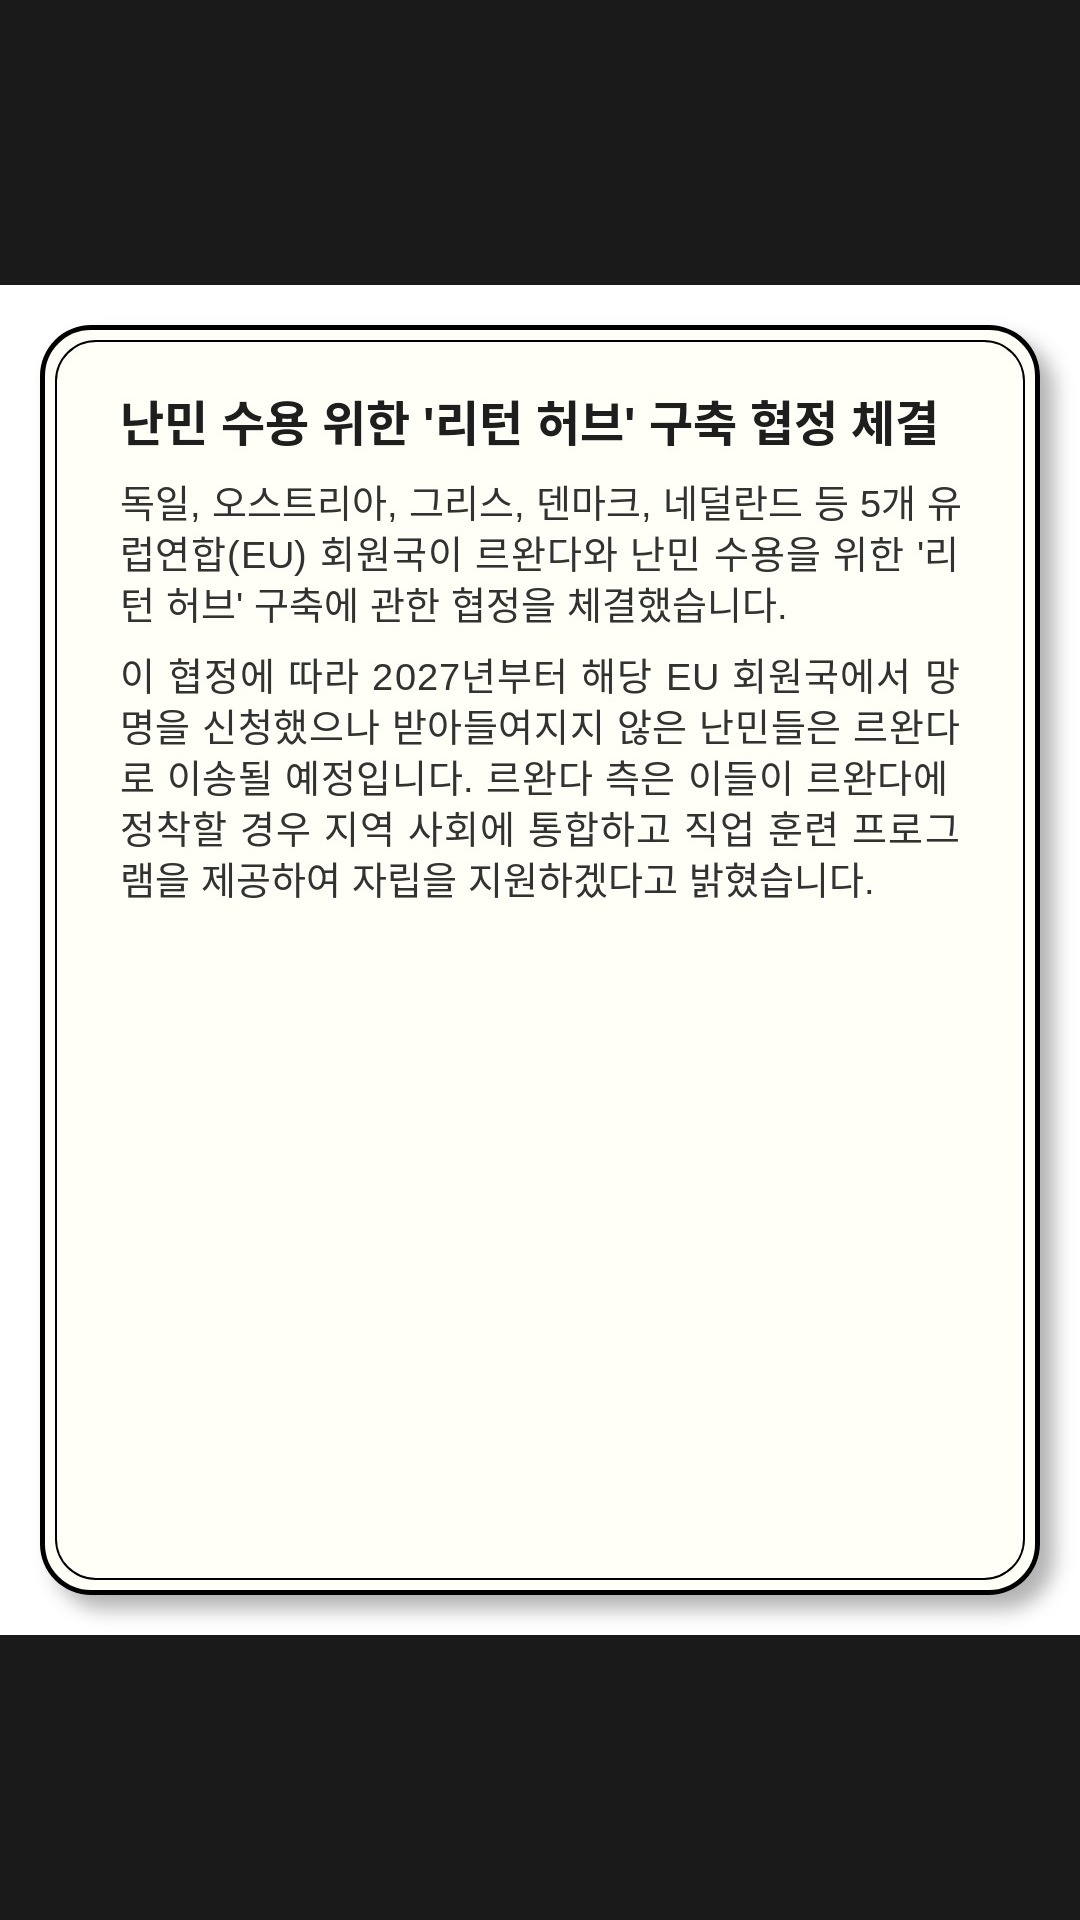 난민 수용 위한 '리턴 허브' 구축 협정 체결
독일, 오스트리아, 그리스, 덴마크, 네덜란드 등 5개 유
럽연합(EU) 회원국이 르완다와 난민 수용을 위한 '리
턴 허브' 구축에 관한 협정을 체결했습니다.
이 협정에 따라 2027년부터 해당 EU 회원국에서 망
명을 신청했으나 받아들여지지 않은 난민들은 르완다
로 이송될 예정입니다. 르완다 측은 이들이 르완다에
정착할 경우 지역 사회에 통합하고 직업 훈련 프로그
램을 제공하여 자립을 지원하겠다고 밝혔습니다.